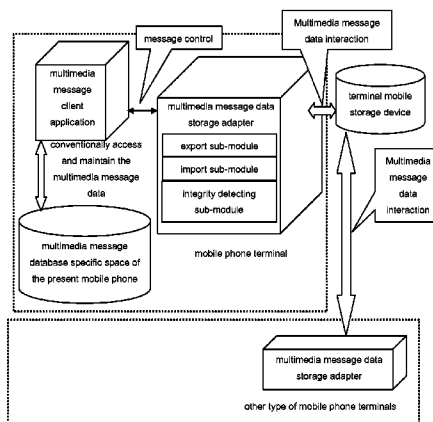 message control
Multimedia message
data interaction
multimedia
message
client
application
multimedia message data
storage adapter
terminal mobile
storage device
conventionally access
and maintain the
multimedia message
data
export sub-module
import sub-module
integrity detecting
sub-module
Multimedia
message
data
interaction
multimedia message
database specific space of
the present mobile phone
mobile phone terminal
multimedia message data
storage adapter
other type of mobile phone terminals